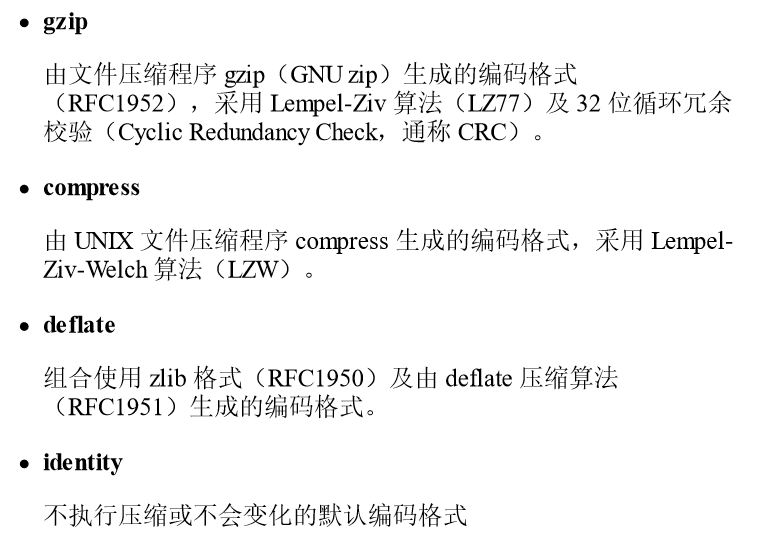 • gzip
由文件压缩程序 gzip（GNU zip）生成的编码格式
（RFC1952），采用 Lempel-Ziv 算法（LZ77）及 32 位循环冗余
校验（Cyclic Redundancy Check，通称 CRC）。
• compress
由 UNIX 文件压缩程序 compress 生成的编码格式，采用 Lempel-
Ziv-Welch 算法（LZW）。
• deflate
组合使用 zlib 格式（RFC1950）及由 deflate 压缩算法
（RFC1951）生成的编码格式。
• identity
不执行压缩或不会变化的默认编码格式